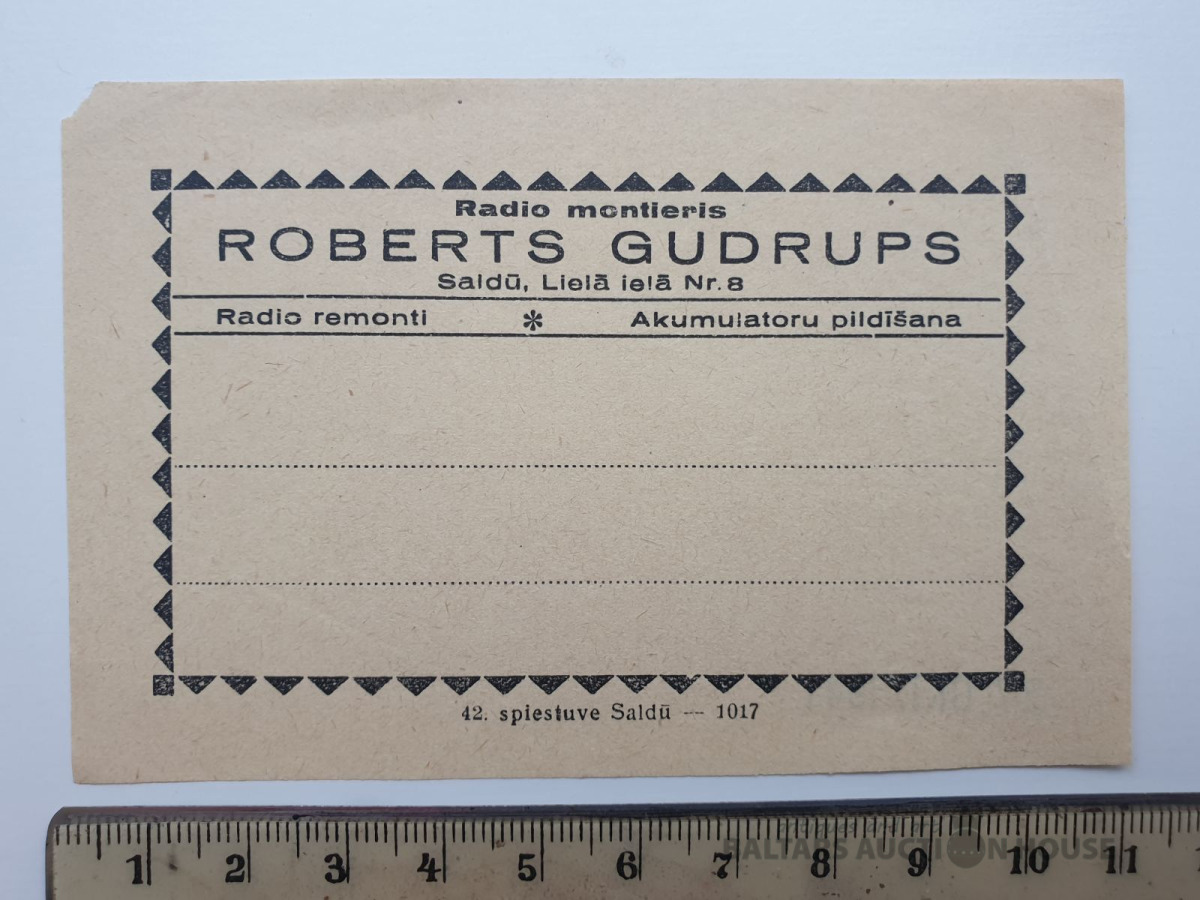 Radio montieris
ROBERTS GUDRUPS
Saldū, Lielā ielā Nr. 8
Radio remonti * Akumulatoru pildīšana
42. spiestuve Saldū — 1017
1 2 3 4 5 6 7 8 9 10 11
BALTARS AUCTION HOUSE